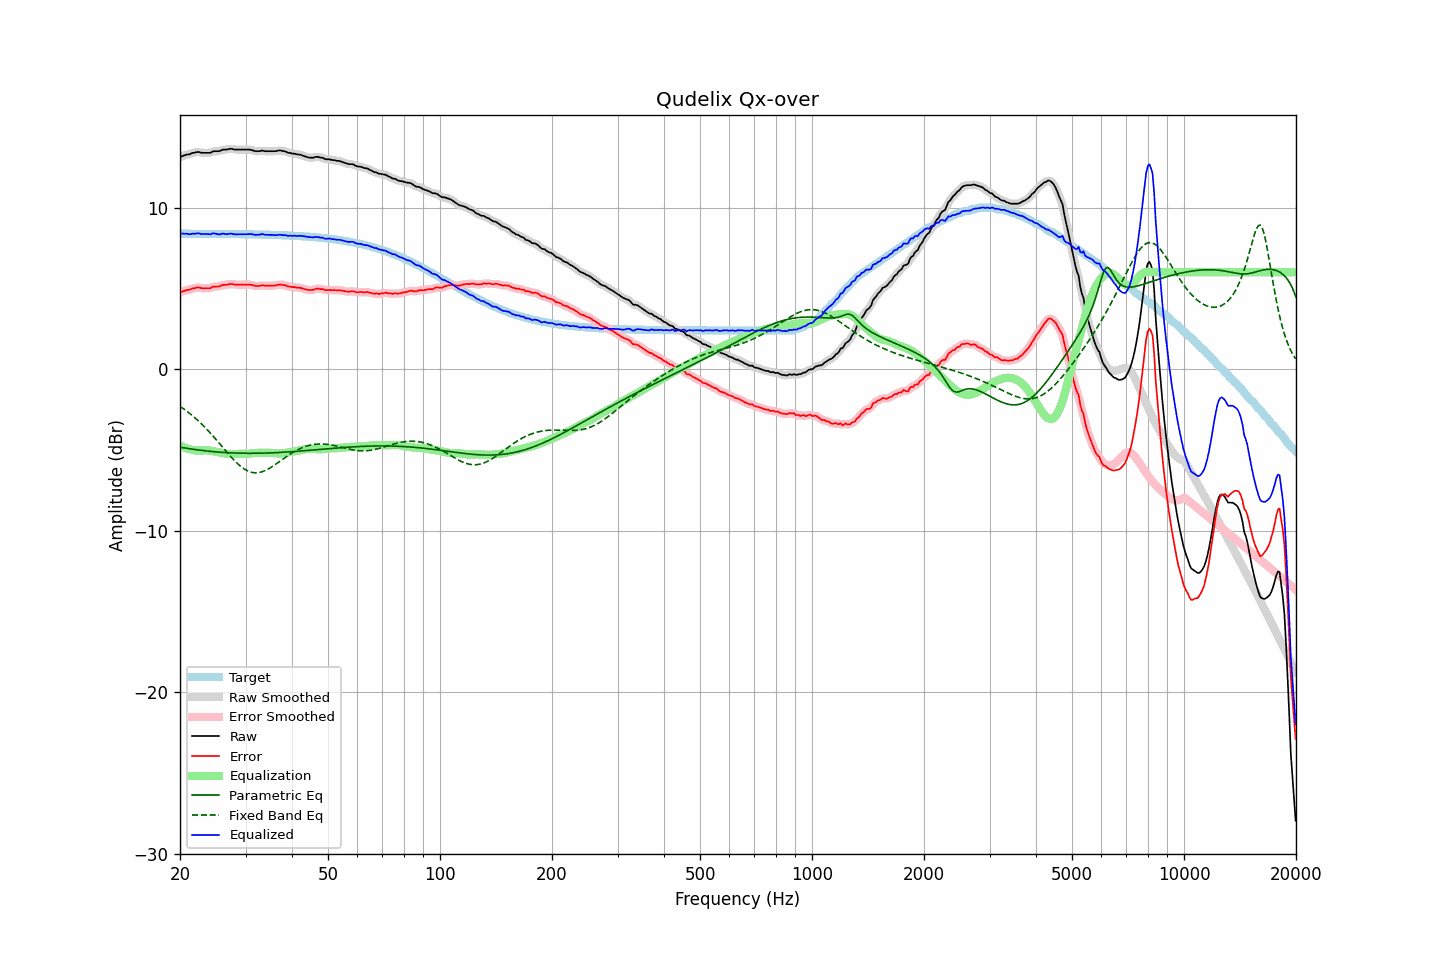 Qudelix Qx-over
Amplitude (dBr)
10
0
−10
−20
−30
Target
Raw Smoothed
Error Smoothed
Raw
Error
Equalization
Parametric Eq
Fixed Band Eq
Equalized
20 50 100 200 500 1000 2000 5000 10000 20000
Frequency (Hz)